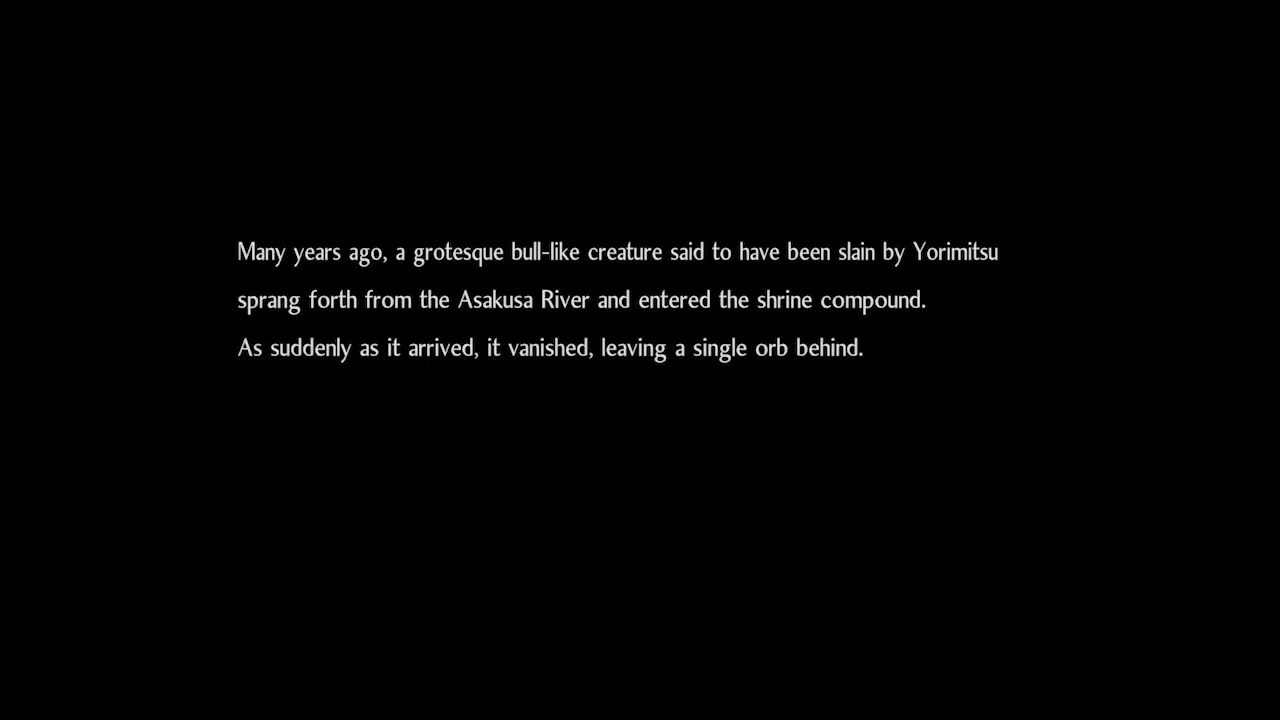 Many years ago, a grotesque bull-like creature said to have been slain by Yorimitsu
sprang forth from the Asakusa River and entered the shrine compound.
As suddenly as it arrived, it vanished, leaving a single orb behind.